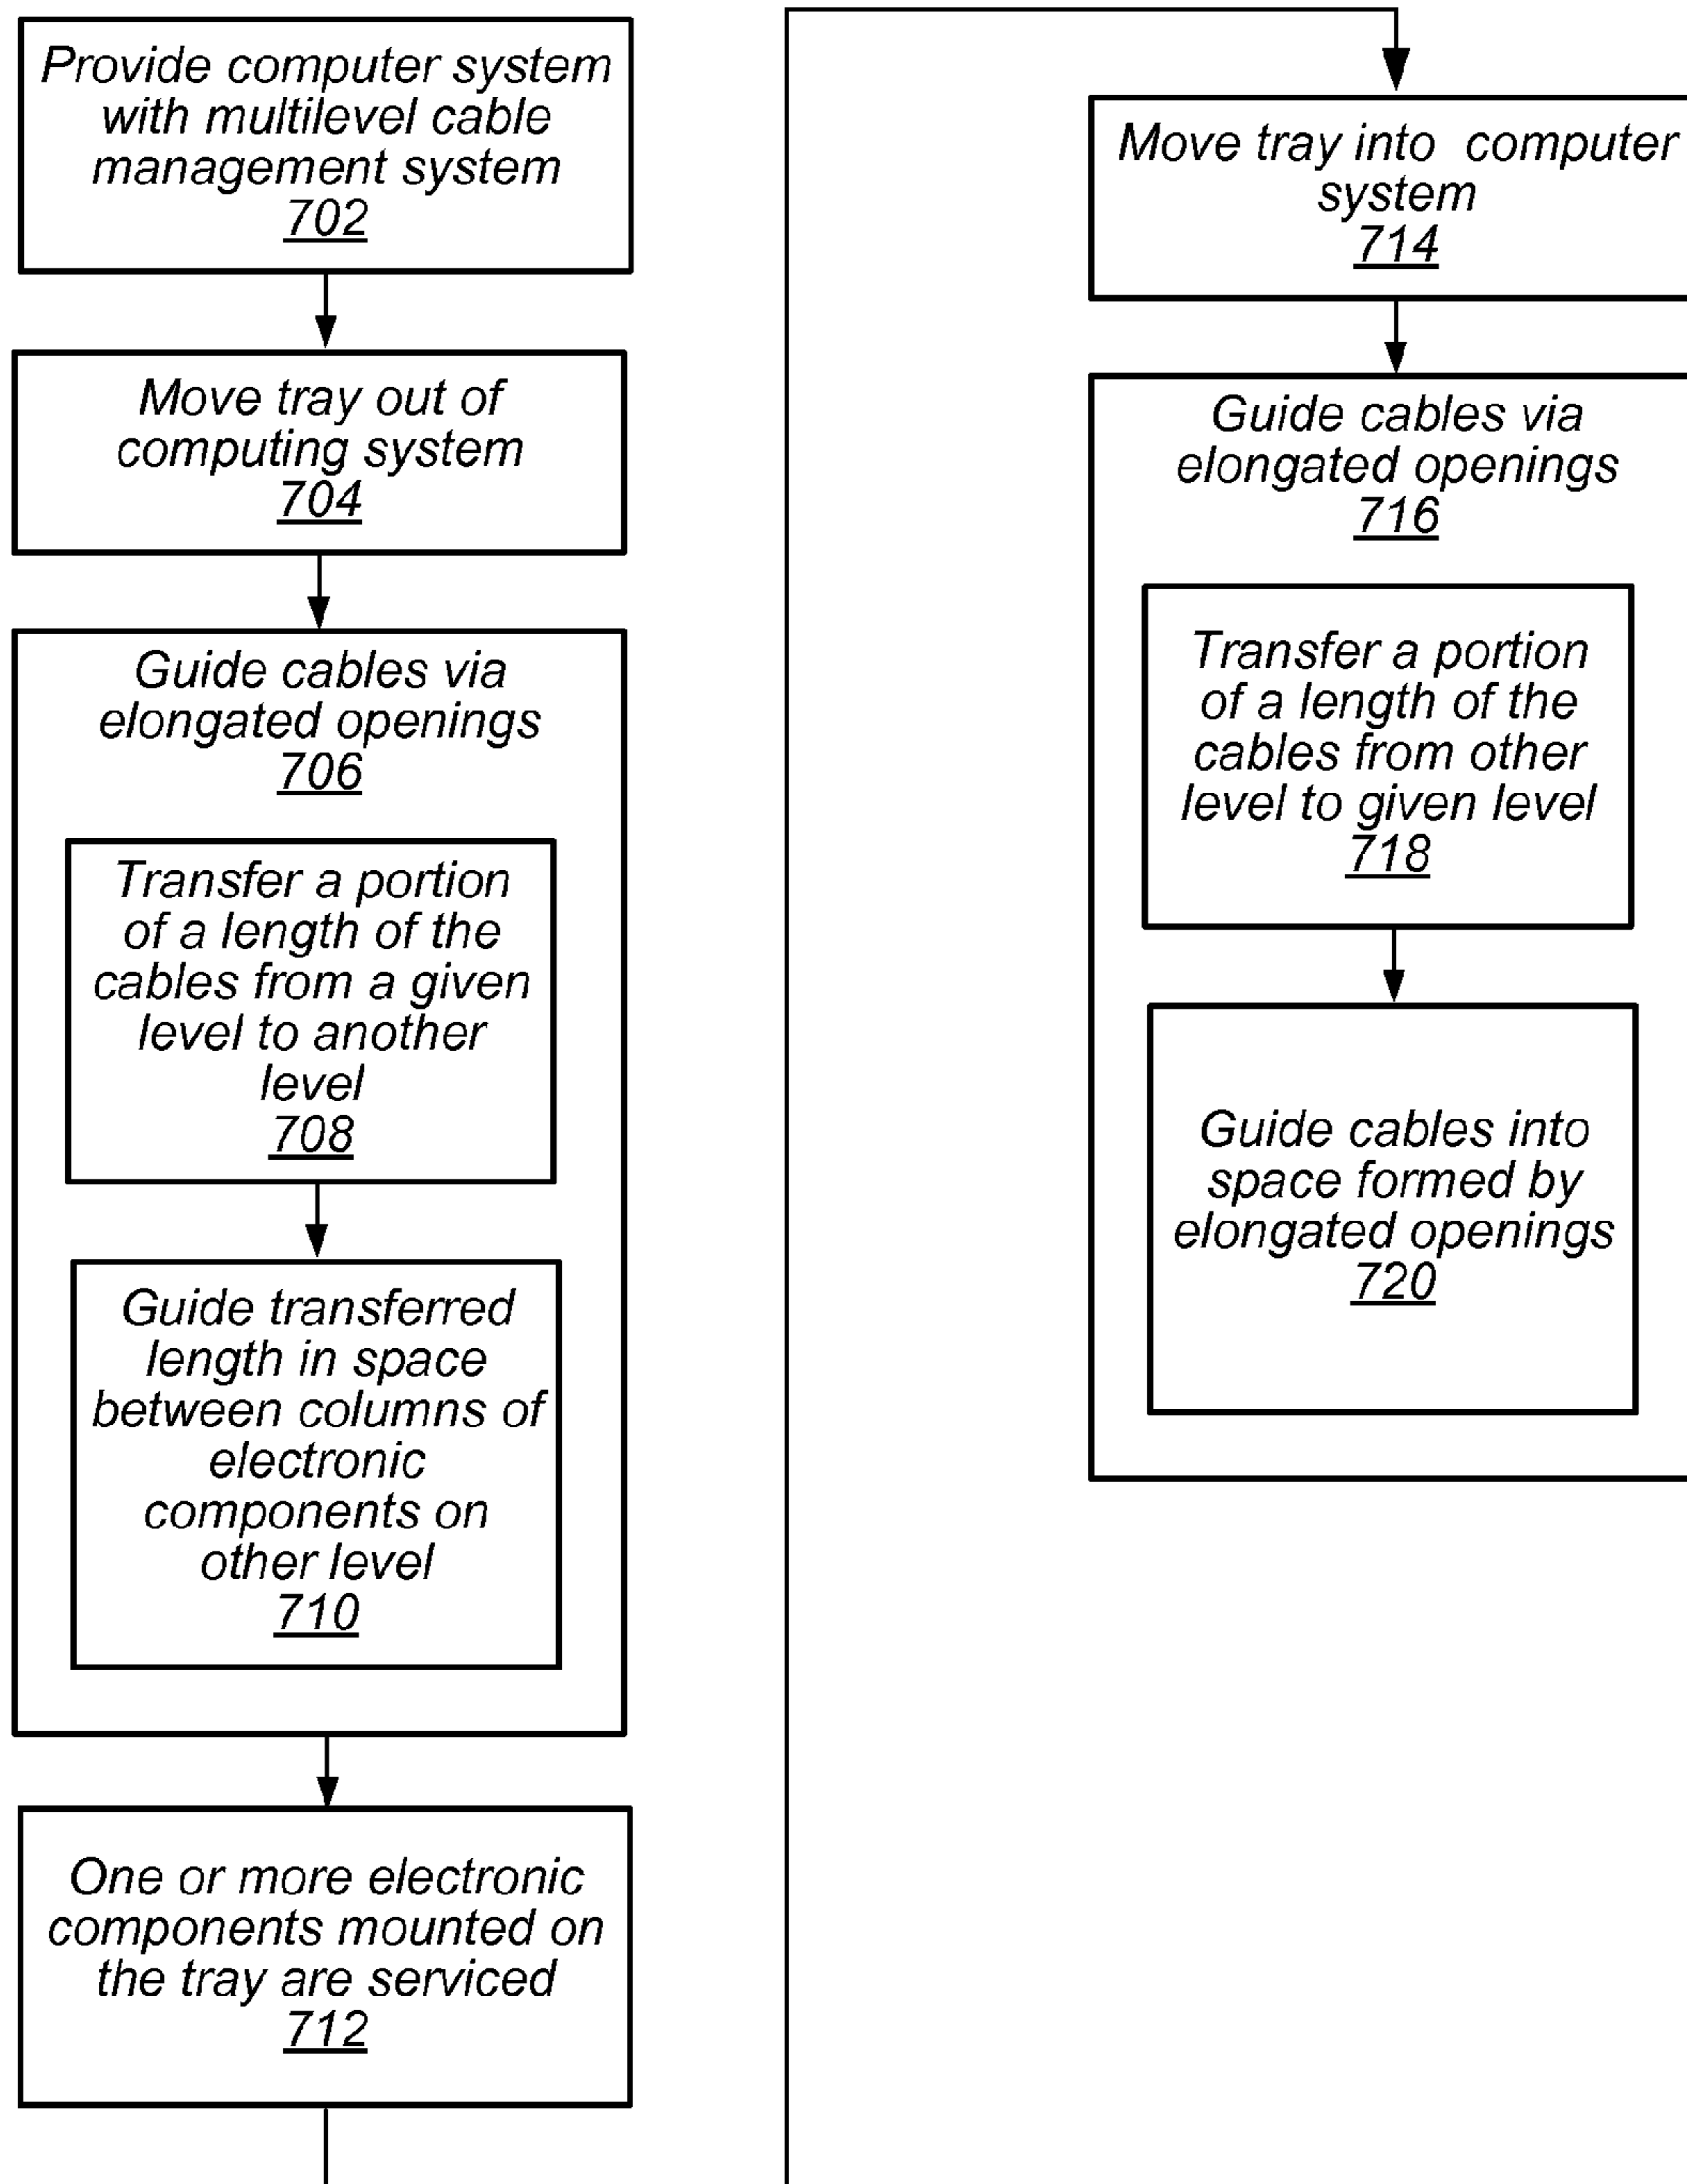 Provide computer system
with multilevel cable
management system
702
Move tray out of
computing system
704
Guide cables via
elongated openings
706
Transfer a portion
of a length of the
cables from a given
level to another
level
708
Guide transferred
length in space
between columns of
electronic
components on
other level
710
One or more electronic
components mounted on
the tray are serviced
712
Move tray into computer
system
714
Guide cables via
elongated openings
716
Transfer a portion
of a length of the
cables from other
level to given level
718
Guide cables into
space formed by
elongated openings
720